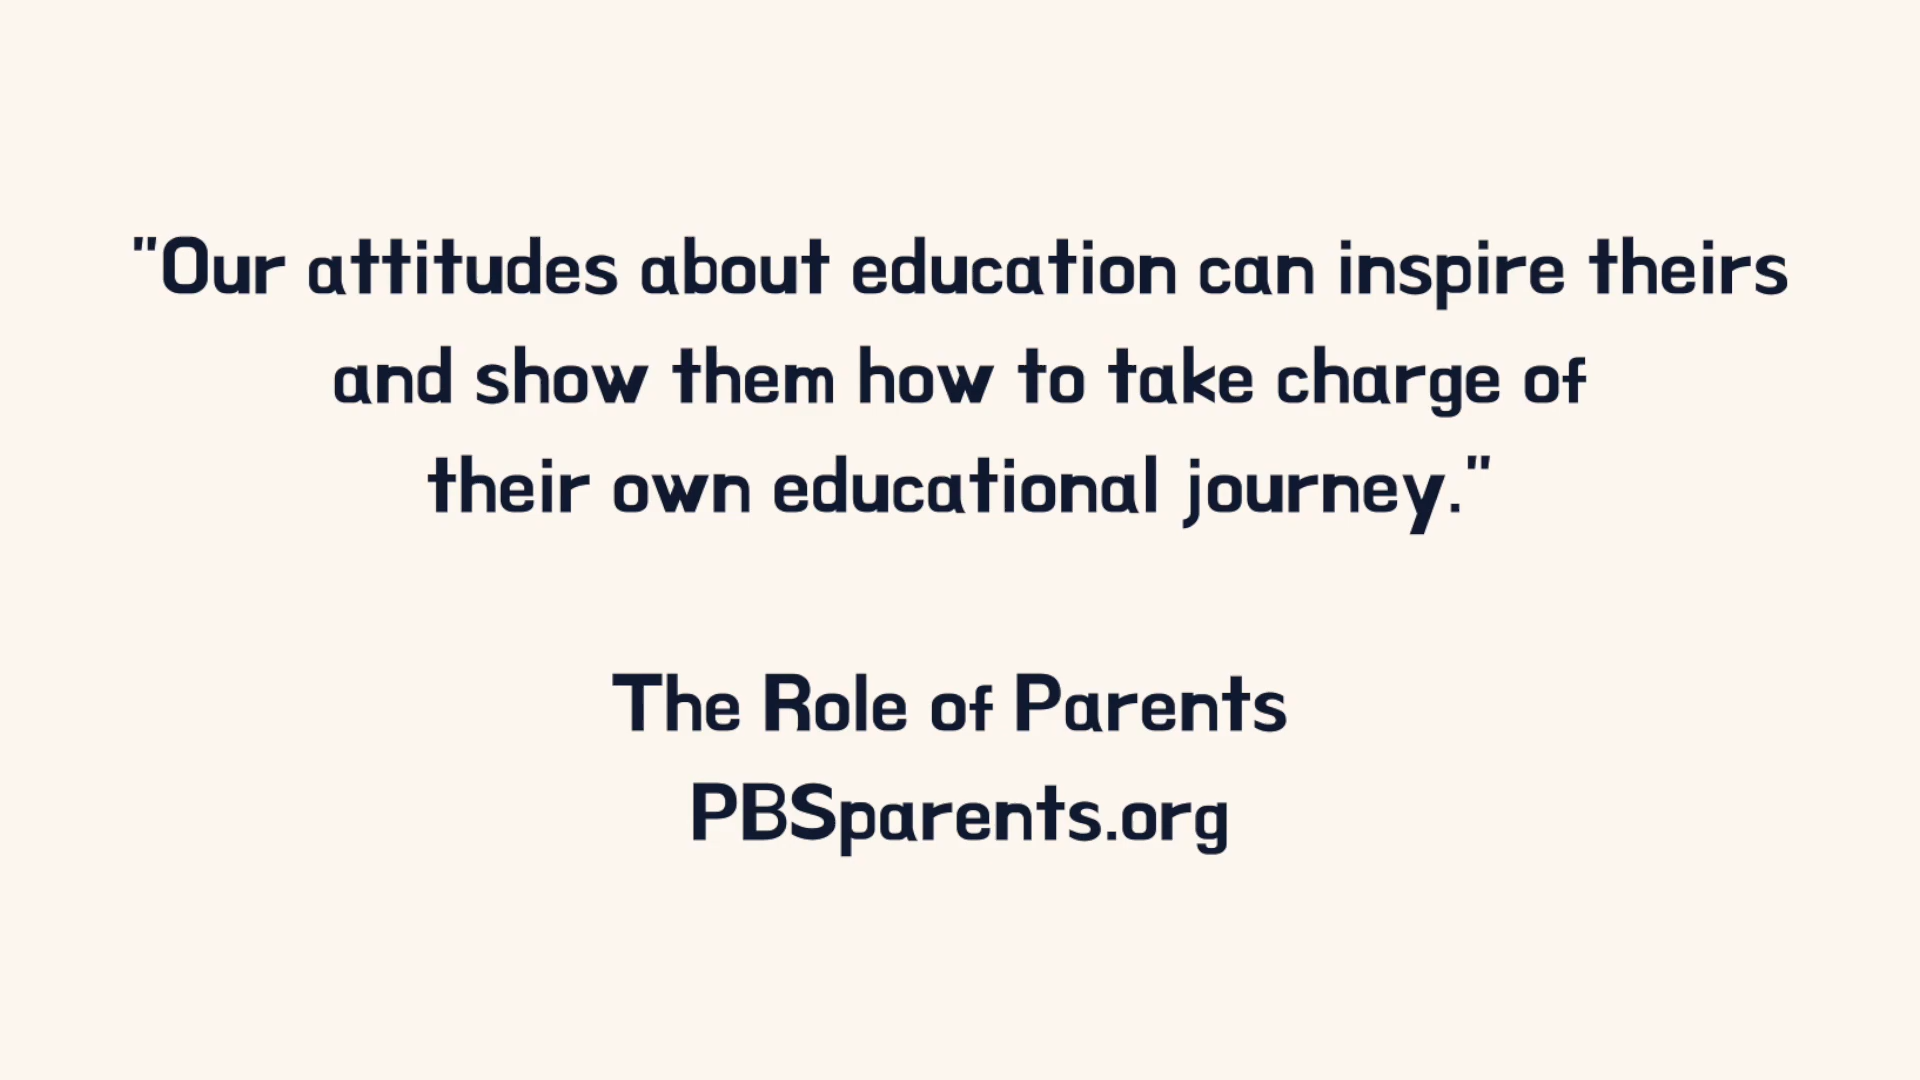 "Our attitudes about education can inspire theirs
and show them how to take charge of
their own educational journey."
The Role of Parents
PBSparents.org